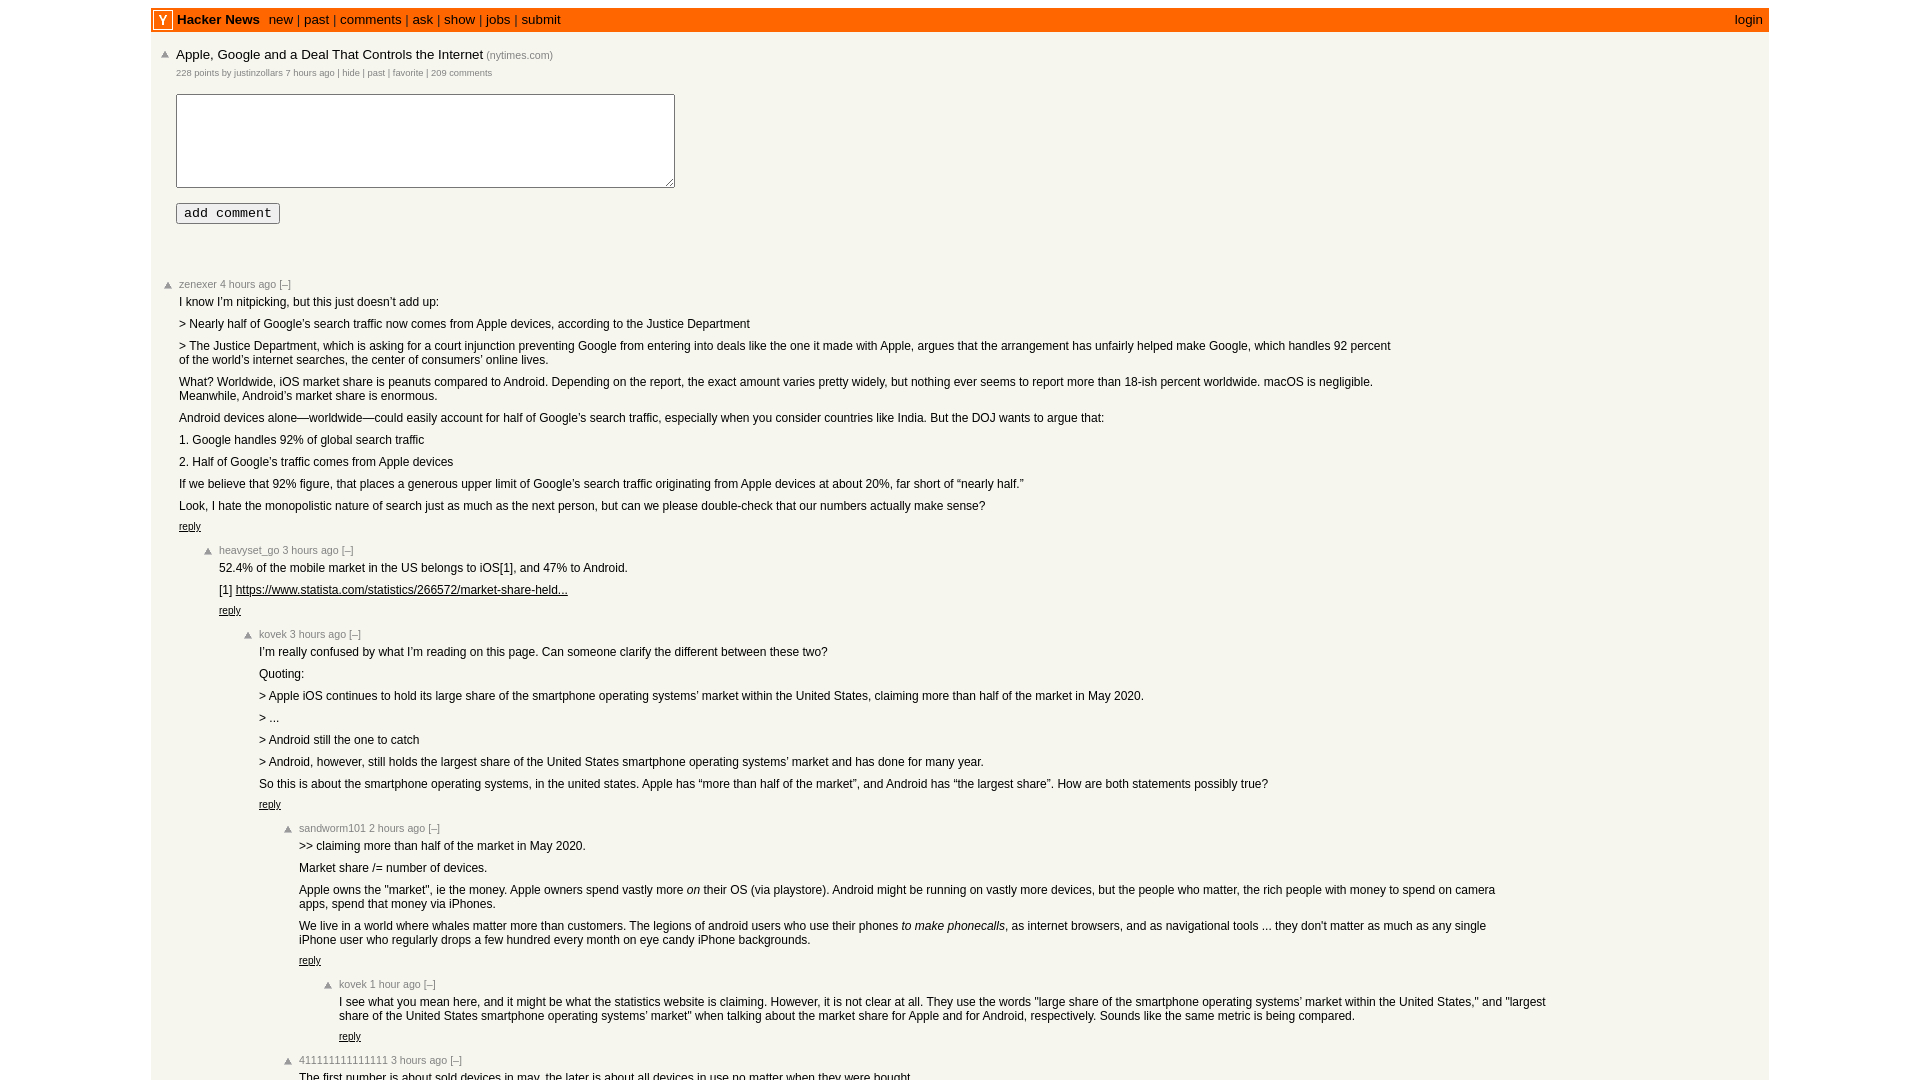 Y Hacker News new | past | comments | ask | show | jobs | submit login
Apple, Google and a Deal That Controls the Internet (nytimes.com)
228 points by justinzollars 7 hours ago | hide | past | favorite | 209 comments
add comment
zenexer 4 hours ago [–]
I know I’m nitpicking, but this just doesn’t add up:
> Nearly half of Google’s search traffic now comes from Apple devices, according to the Justice Department
> The Justice Department, which is asking for a court injunction preventing Google from entering into deals like the one it made with Apple, argues that the arrangement has unfairly helped make Google, which handles 92 percent
of the world’s internet searches, the center of consumers’ online lives.
What? Worldwide, iOS market share is peanuts compared to Android. Depending on the report, the exact amount varies pretty widely, but nothing ever seems to report more than 18-ish percent worldwide. macOS is negligible.
Meanwhile, Android’s market share is enormous.
Android devices alone—worldwide—could easily account for half of Google’s search traffic, especially when you consider countries like India. But the DOJ wants to argue that:
1. Google handles 92% of global search traffic
2. Half of Google’s traffic comes from Apple devices
If we believe that 92% figure, that places a generous upper limit of Google’s search traffic originating from Apple devices at about 20%, far short of “nearly half.”
Look, I hate the monopolistic nature of search just as much as the next person, but can we please double-check that our numbers actually make sense?
reply
heavyset_go 3 hours ago [–]
52.4% of the mobile market in the US belongs to iOS[1], and 47% to Android.
[1] https://www.statista.com/statistics/266572/market-share-held...
reply
kovek 3 hours ago [–]
I’m really confused by what I’m reading on this page. Can someone clarify the different between these two?
Quoting:
> Apple iOS continues to hold its large share of the smartphone operating systems’ market within the United States, claiming more than half of the market in May 2020.
> ...
> Android still the one to catch
> Android, however, still holds the largest share of the United States smartphone operating systems’ market and has done for many year.
So this is about the smartphone operating systems, in the united states. Apple has “more than half of the market”, and Android has “the largest share”. How are both statements possibly true?
reply
sandworm101 2 hours ago [–]
>> claiming more than half of the market in May 2020.
Market share /= number of devices.
Apple owns the "market", ie the money. Apple owners spend vastly more on their OS (via playstore). Android might be running on vastly more devices, but the people who matter, the rich people with money to spend on camera
apps, spend that money via iPhones.
We live in a world where whales matter more than customers. The legions of android users who use their phones to make phonecalls, as internet browsers, and as navigational tools ... they don't matter as much as any single
iPhone user who regularly drops a few hundred every month on eye candy iPhone backgrounds.
reply
kovek 1 hour ago [–]
I see what you mean here, and it might be what the statistics website is claiming. However, it is not clear at all. They use the words "large share of the smartphone operating systems’ market within the United States," and "largest
share of the United States smartphone operating systems’ market" when talking about the market share for Apple and for Android, respectively. Sounds like the same metric is being compared.
reply
411111111111111 3 hours ago [–]
The first number is about sold devices in may, the later is about all devices in use no matter when they were bought